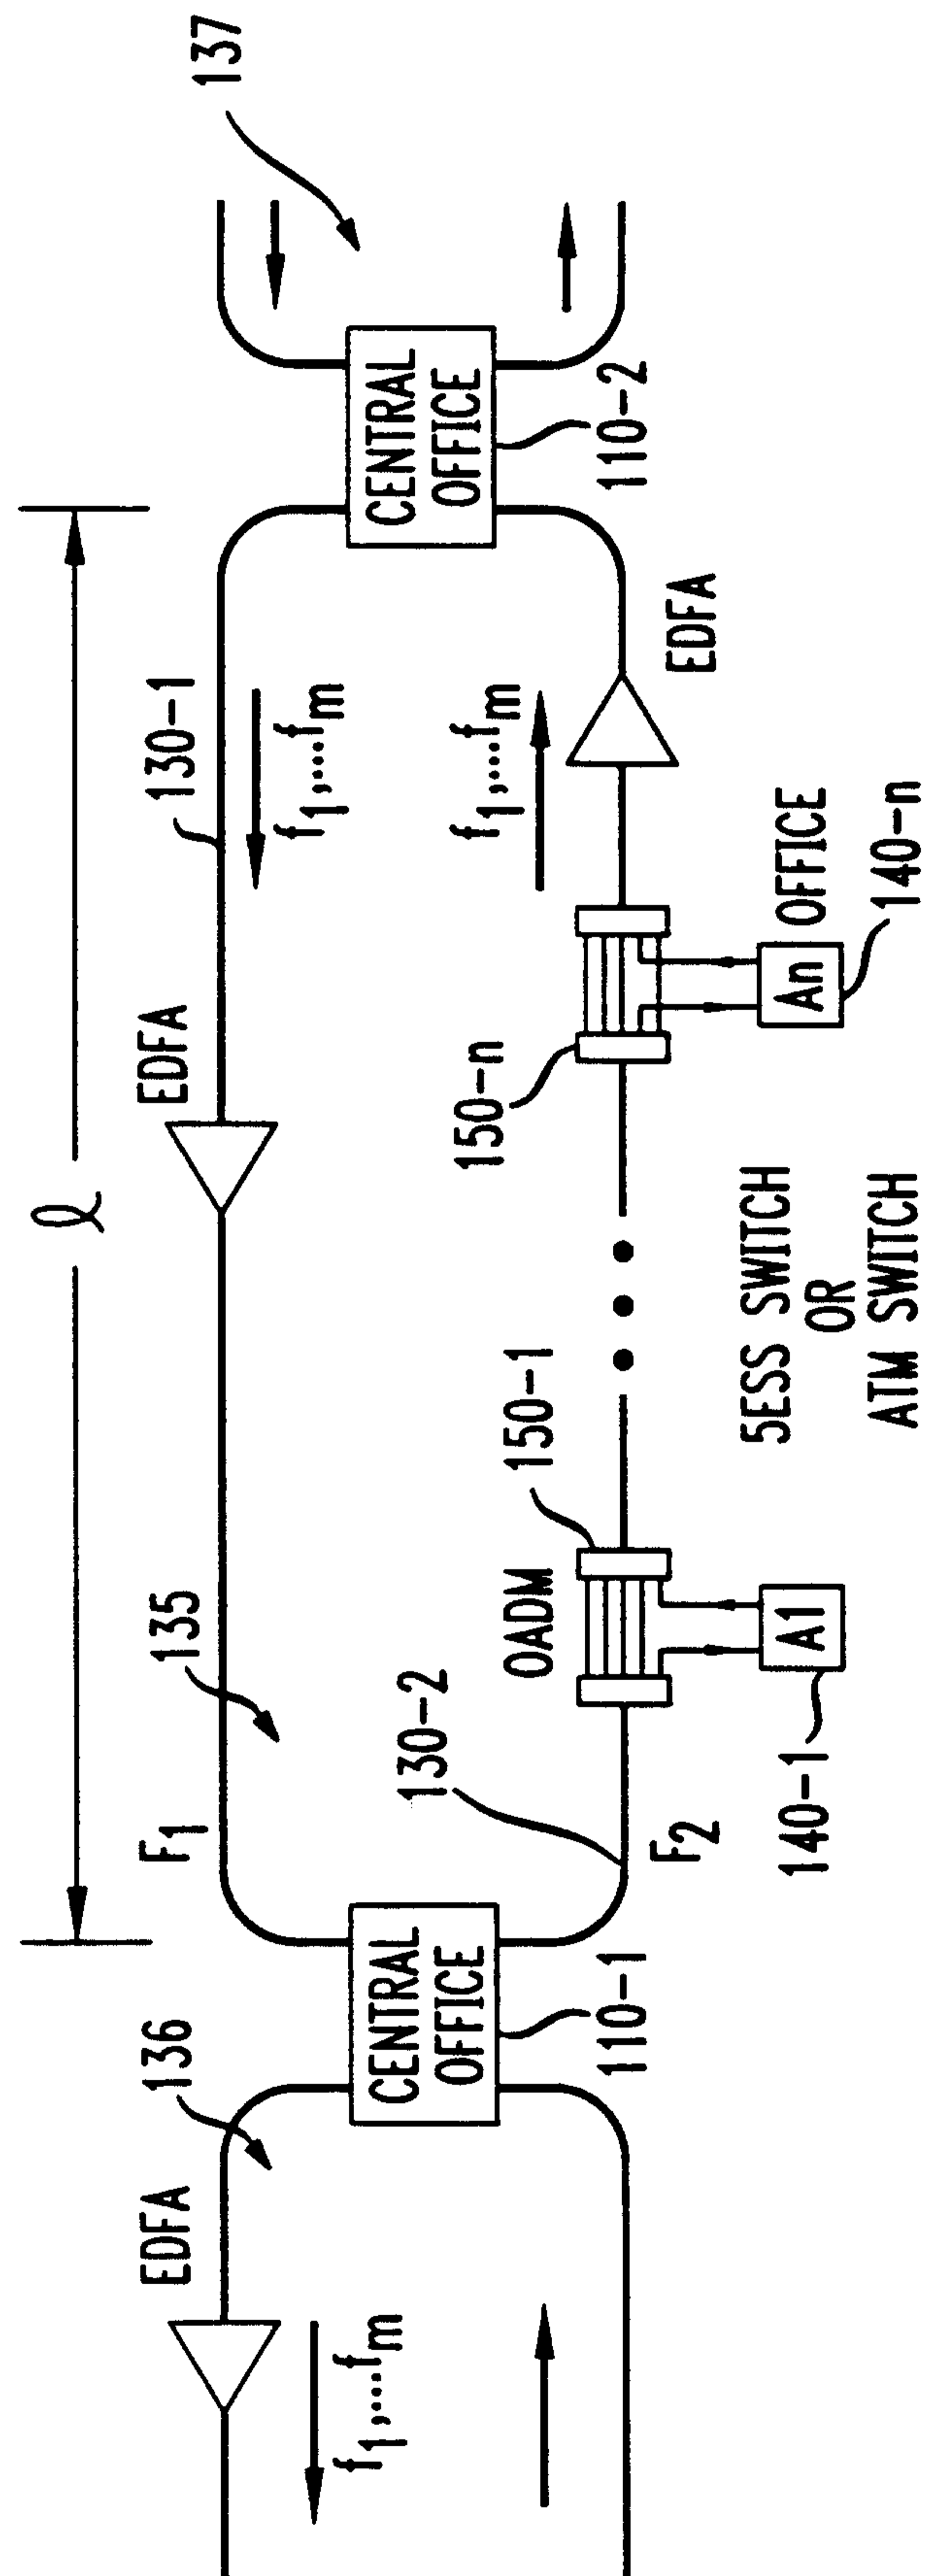 ℓ
137
136
EDFA
f1,...fm
CENTRAL
OFFICE
110-1
F1
135
EDFA
130-1
f1,...fm
f1,...fm
CENTRAL
OFFICE
110-2
EDFA
130-2
F2
OADM
150-1
A1
140-1
150-n
An
OFFICE
140-n
5ESS SWITCH
OR
ATM SWITCH